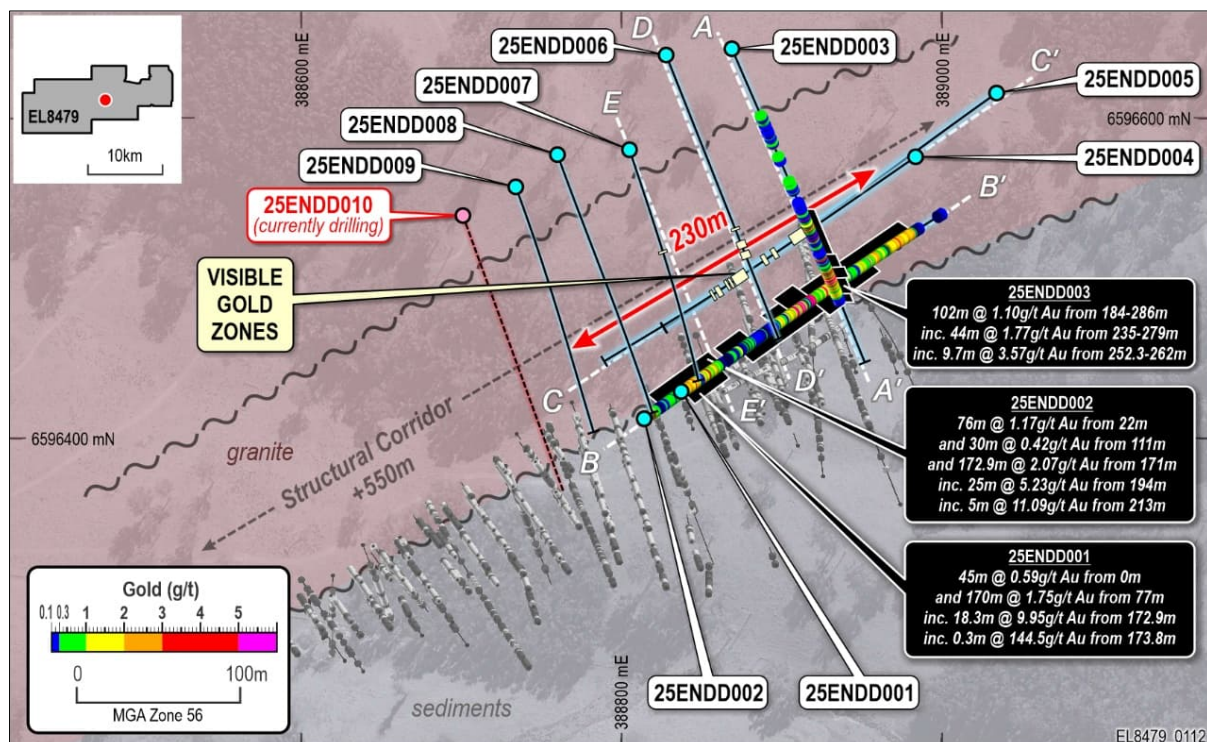 EL8479
10km
388600 mE
25ENDD006
D
A
25ENDD003
389000 mE
C'
25ENDD005
6596600 mN
25ENDD007
E
25ENDD008
25ENDD004
25ENDD009
B'
25ENDD010
(currently drilling)
230m
VISIBLE
GOLD
ZONES
25ENDD003
102m @ 1.10g/t Au from 184-286m
inc. 44m @ 1.77g/t Au from 235-279m
inc. 9.7m @ 3.57g/t Au from 252.3-262m
C
D'
A'
E'
B
6596400 mN
granite
Structural Corridor
+550m
25ENDD002
76m @ 1.17g/t Au from 22m
and 30m @ 0.42g/t Au from 111m
and 172.9m @ 2.07g/t Au from 171m
inc. 25m @ 5.23g/t Au from 194m
inc. 5m @ 11.09g/t Au from 213m
25ENDD001
45m @ 0.59g/t Au from 0m
and 170m @ 1.75g/t Au from 77m
inc. 18.3m @ 9.95g/t Au from 172.9m
inc. 0.3m @ 144.5g/t Au from 173.8m
Gold (g/t)
0.1 0.3 1 2 3 4 5
0 100m
MGA Zone 56
sediments
388800 mE
25ENDD002
25ENDD001
EL8479_0112